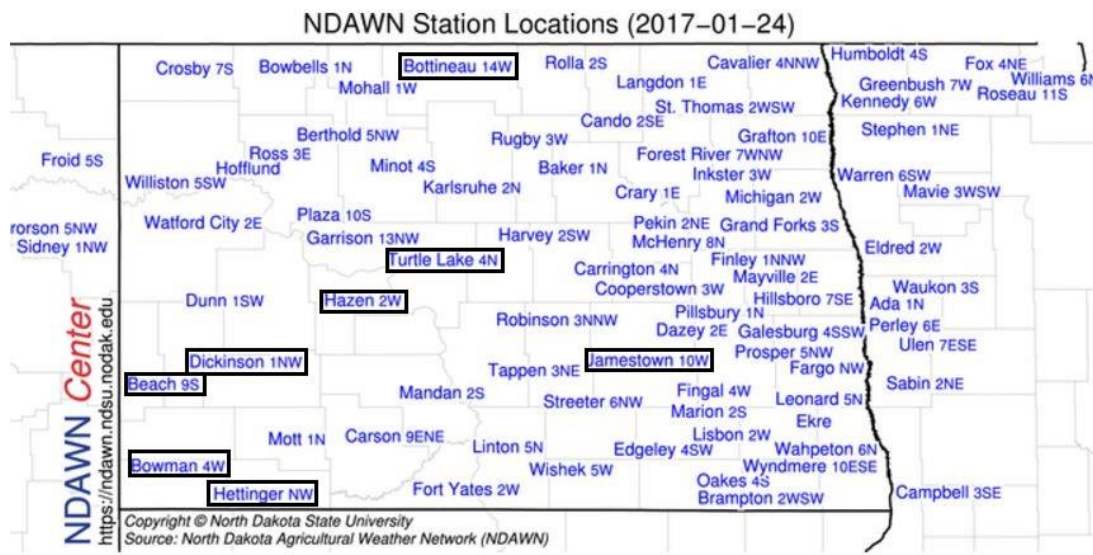 NDAWN Station Locations (2017−01−24)
Crosby 7S
Bowbells 1N
Bottineau 14W
Rolla 2S
Cavalier 4NNW
Humboldt 4S
Fox 4NE
Mohall 1W
Langdon 1E
Greenbush 7W
Williams 6N
Roseau 11S
St. Thomas 2WSW
Kennedy 6W
Cando 2SE
Berthold 5NW
Rugby 3W
Grafton 10E
Stephen 1NE
Froid 5S
Ross 3E
Hofflund
Minot 4S
Baker 1N
Forest River 7WNW
Inkster 3W
Warren 6SW
Williston 5SW
Karlsruhe 2N
Crary 1E
Michigan 2W
Mavie 3WSW
rorson 5NW
Sidney 1NW
Watford City 2E
Plaza 10S
Garrison 13NW
Harvey 2SW
Pekin 2NE
Grand Forks 3S
McHenry 8N
Eldred 2W
Turtle Lake 4N
Carrington 4N
Finley 1NNW
Mayville 2E
Cooperstown 3W
Waukon 3S
Dunn 1SW
Hazen 2W
Hillsboro 7SE
Ada 1N
Robinson 3NNW
Pillsbury 1N
Dazey 2E
Galesburg 4SSW
Perley 6E
Ulen 7ESE
Dickinson 1NW
Jamestown 10W
Prosper 5NW
Fargo NW
Beach 9S
Tappen 3NE
Sabin 2NE
Mandan 2S
Streeter 6NW
Fingal 4W
Leonard 5N
Marion 2S
Ekre
Mott 1N
Carson 9ENE
Linton 5N
Edgeley 4SW
Lisbon 2W
Wahpeton 6N
Bowman 4W
Wishek 5W
Wyndmere 10ESE
Hettinger NW
Fort Yates 2W
Oakes 4S
Brampton 2WSW
Campbell 3SE
NDAWN Center
https://ndawn.ndsu.nodak.edu
Copyright © North Dakota State University
Source: North Dakota Agricultural Weather Network (NDAWN)